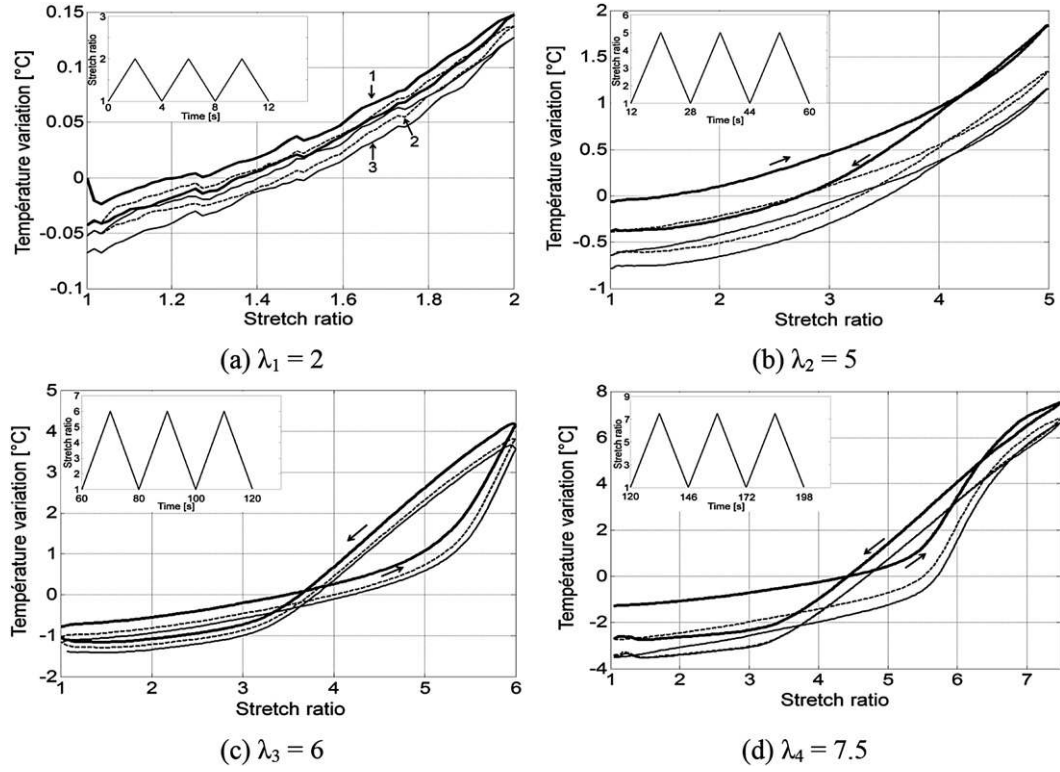 0.15
0.1
0.05
0
-0.05
-0.1
Température variation [°C]
3
2
1
Stretch ratio
0 4 8 12
Time [s]
1
2
3
1 1.2 1.4 1.6 1.8 2
Stretch ratio
(a) λ1 = 2
2
1.5
1
0.5
0
-0.5
-1
Température variation [°C]
6
5
4
3
2
1
Stretch ratio
12 28 44 60
Time [s]
1 2 3 4 5
Stretch ratio
(b) λ2 = 5
5
4
3
2
1
0
-1
-2
Température variation [°C]
7
6
5
4
3
2
1
Stretch ratio
60 80 100 120
Time [s]
1 2 3 4 5 6
Stretch ratio
(c) λ3 = 6
8
6
4
2
0
-2
-4
Température variation [°C]
9
7
5
3
1
Stretch ratio
120 146 172 198
Time [s]
1 2 3 4 5 6 7
Stretch ratio
(d) λ4 = 7.5